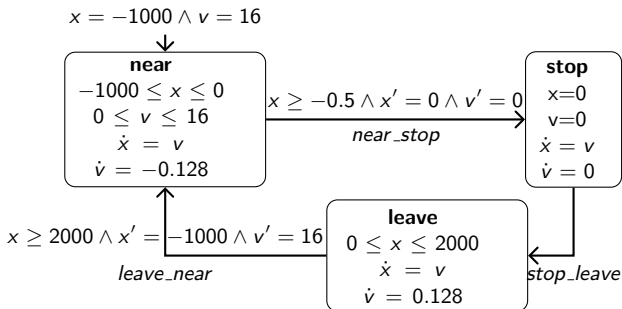 x = −1000 ∧ v = 16
near
−1000 ≤ x ≤ 0
0 ≤ v ≤ 16
ẋ = v
v̇ = −0.128
x ≥ −0.5 ∧ x′ = 0 ∧ v′ = 0
near_stop
stop
x=0
v=0
ẋ = v
v̇ = 0
x ≥ 2000 ∧ x′ = −1000 ∧ v′ = 16
leave_near
leave
0 ≤ x ≤ 2000
ẋ = v
v̇ = 0.128
stop_leave